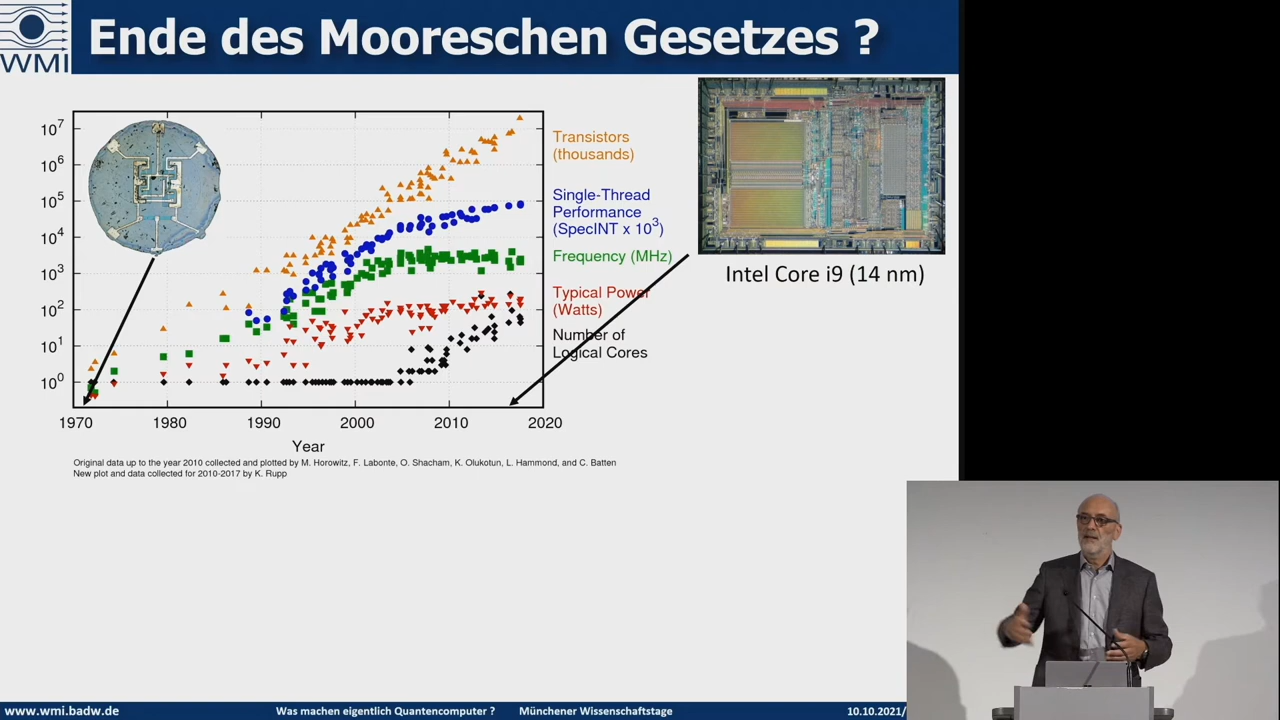 WMI
Ende des Mooreschen Gesetzes ?
10⁷
10⁶
10⁵
10⁴
10³
10²
10¹
10⁰
1970
1980
1990
2000
2010
2020
Year
Transistors
(thousands)
Single-Thread
Performance
(SpecINT x 10³)
Frequency (MHz)
Typical Power
(Watts)
Number of
Logical Cores
Intel Core i9 (14 nm)
Original data up to the year 2010 collected and plotted by M. Horowitz, F. Labonte, O. Shacham, K. Olukotun, L. Hammond, and C. Batten
New plot and data collected for 2010-2017 by K. Rupp
www.wmi.badw.de
Was machen eigentlich Quantencomputer ?
Münchener Wissenschaftstage
10.10.2021/